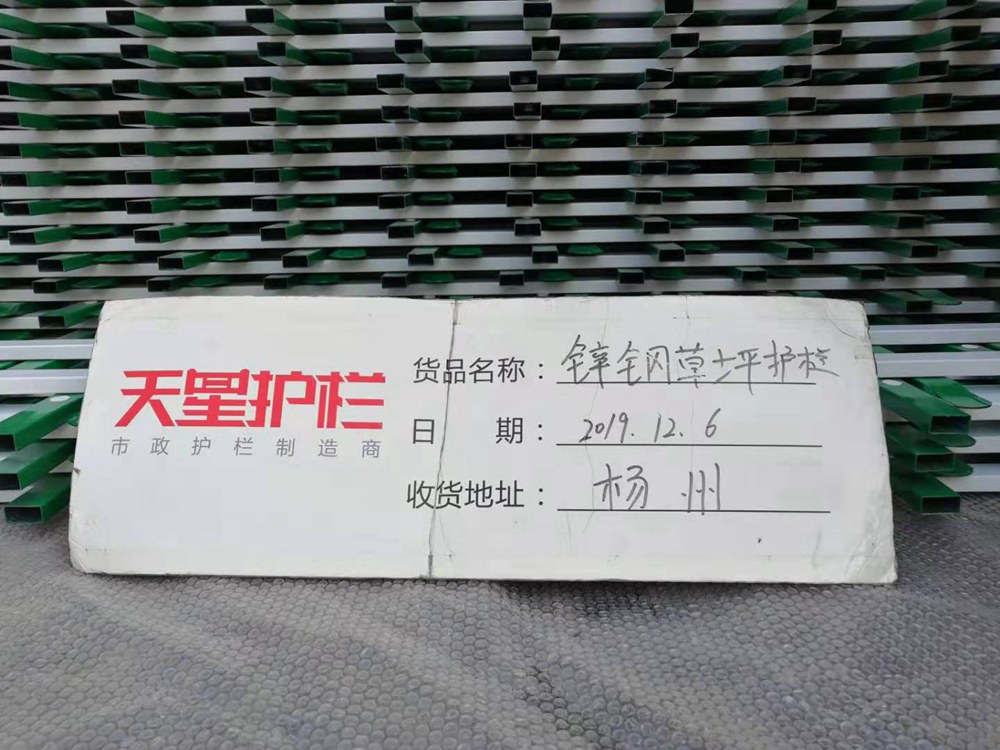 天星护栏
市政护栏制造商
货品名称：锌钢草坪护栏
日 期：2019.12.6
收货地址：杨州